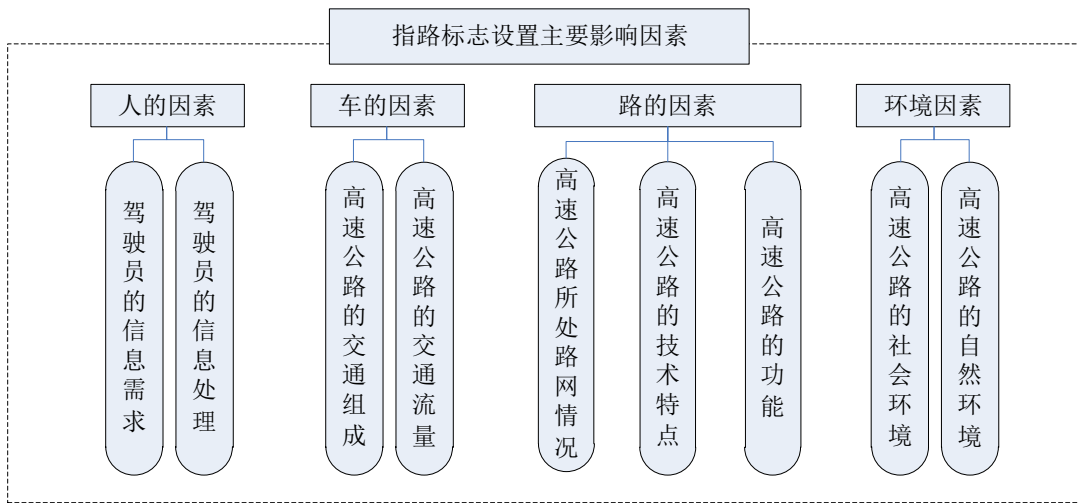 指路标志设置主要影响因素
人的因素
车的因素
路的因素
环境因素
驾驶员的信息需求
驾驶员的信息处理
高速公路的交通组成
高速公路的交通流量
高速公路所处路网情况
高速公路的技术特点
高速公路的功能
高速公路的社会环境
高速公路的自然环境